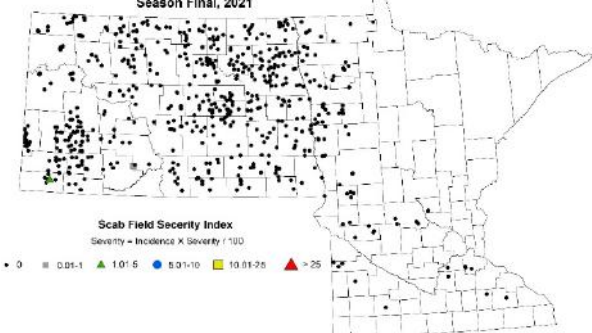 Season Final, 2021
Scab Field Secerity Index
Severity = Incidence X Severity / 100
0 0.01-1 1.01-5 5.01-10 10.01-25 > 25